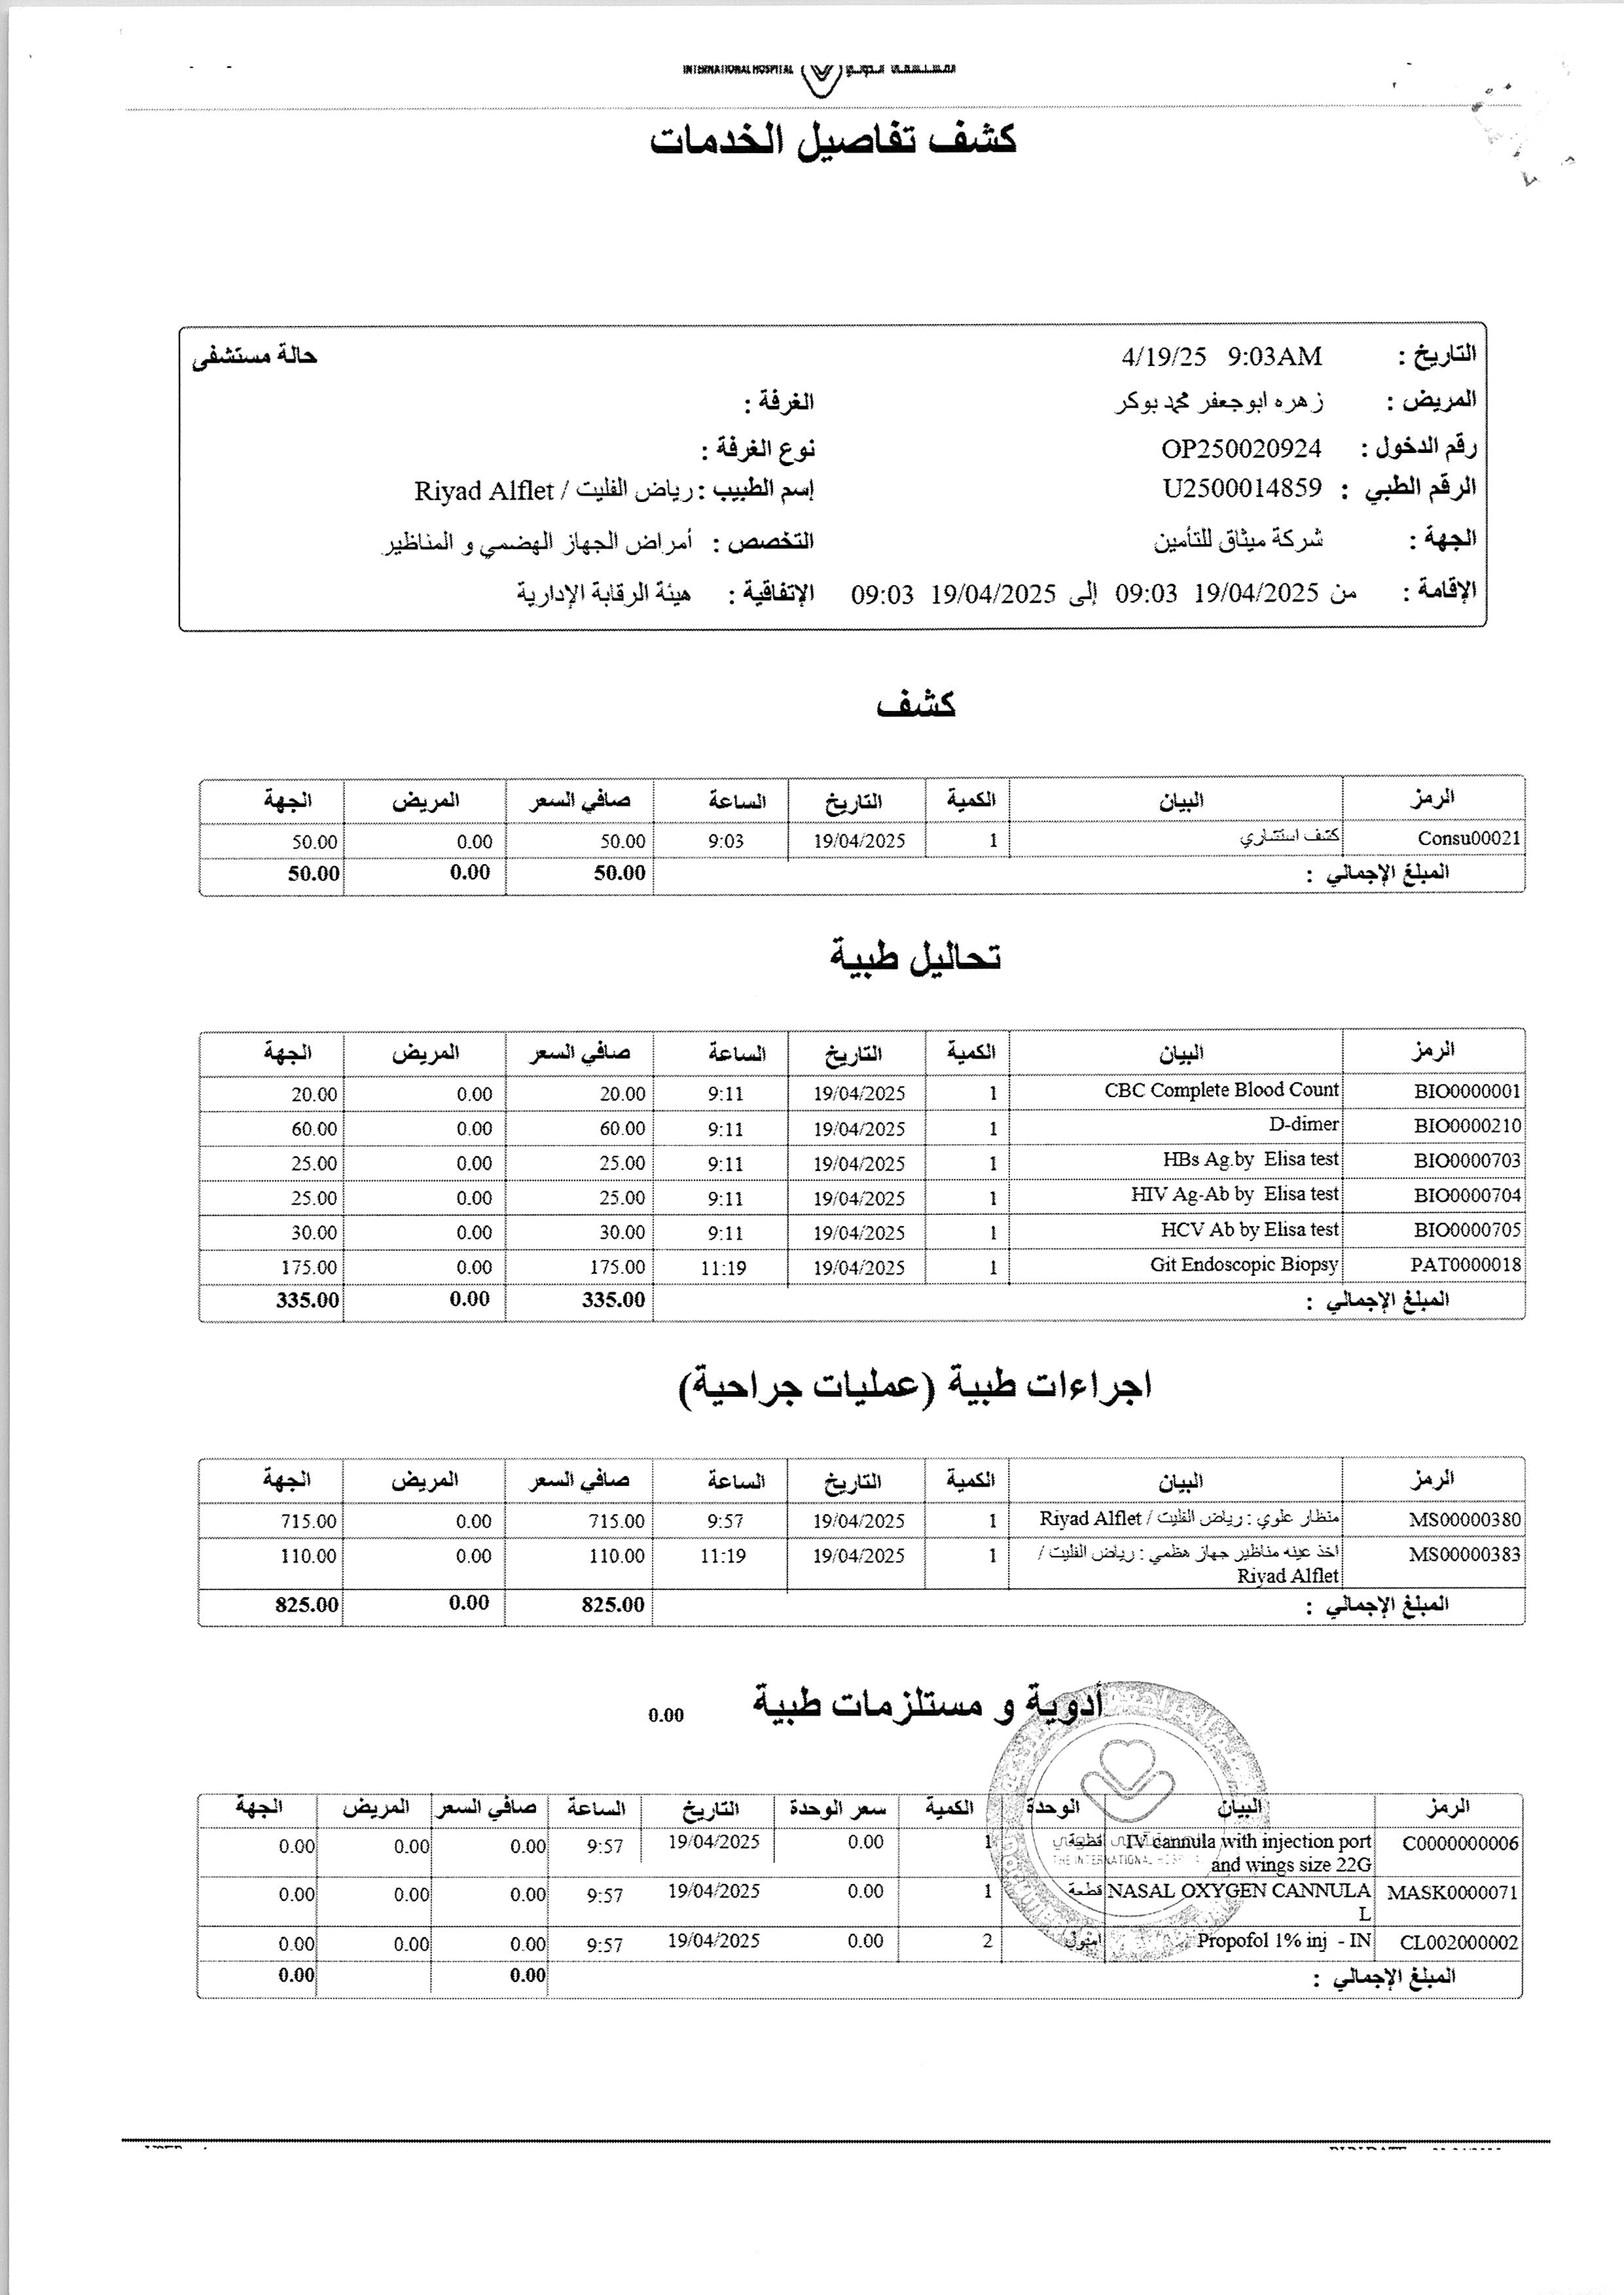 INTERNATIONAL HOSPITAL
كشف تفاصيل الخدمات
التاريخ : 4/19/25 9:03AM حالة مستشفى
المريض : زهره ابوجعفر محمد بوكر الغرفة :
رقم الدخول : OP250020924 نوع الغرفة :
الرقم الطبي : U2500014859 إسم الطبيب : رياض الفليت / Riyad Alflet
الجهة : شركة ميثاق للتأمين التخصص : أمراض الجهاز الهضمي و المناظير
الإقامة : من 19/04/2025 09:03 إلى 19/04/2025 09:03 الإتفاقية : هيئة الرقابة الإدارية
كشف
الرمز البيان الكمية التاريخ الساعة صافي السعر المريض الجهة
Consu00021 كشف استشاري 1 19/04/2025 9:03 50.00 0.00 50.00
المبلغ الإجمالي : 50.00 0.00 50.00
تحاليل طبية
الرمز البيان الكمية التاريخ الساعة صافي السعر المريض الجهة
BIO0000001 CBC Complete Blood Count 1 19/04/2025 9:11 20.00 0.00 20.00
BIO0000210 D-dimer 1 19/04/2025 9:11 60.00 0.00 60.00
BIO0000703 HBs Ag.by Elisa test 1 19/04/2025 9:11 25.00 0.00 25.00
BIO0000704 HIV Ag-Ab by Elisa test 1 19/04/2025 9:11 25.00 0.00 25.00
BIO0000705 HCV Ab by Elisa test 1 19/04/2025 9:11 30.00 0.00 30.00
PAT0000018 Git Endoscopic Biopsy 1 19/04/2025 11:19 175.00 0.00 175.00
المبلغ الإجمالي : 335.00 0.00 335.00
اجراءات طبية (عمليات جراحية)
الرمز البيان الكمية التاريخ الساعة صافي السعر المريض الجهة
MS00000380 منظار علوي : رياض الفليت / Riyad Alflet 1 19/04/2025 9:57 715.00 0.00 715.00
MS00000383 اخذ عينه مناظير جهاز هظمي : رياض الفليت / 1 19/04/2025 11:19 110.00 0.00 110.00
Riyad Alflet
المبلغ الإجمالي : 825.00 0.00 825.00
أدوية و مستلزمات طبية 0.00
الرمز البيان الوحدة الكمية سعر الوحدة التاريخ الساعة صافي السعر المريض الجهة
C0000000006 IV cannula with injection port قطعة 1 0.00 19/04/2025 9:57 0.00 0.00 0.00
and wings size 22G
MASK0000071 NASAL OXYGEN CANNULA قطعة 1 0.00 19/04/2025 9:57 0.00 0.00 0.00
L
CL002000002 Propofol 1% inj - IN امبول 2 0.00 19/04/2025 9:57 0.00 0.00 0.00
المبلغ الإجمالي : 0.00 0.00